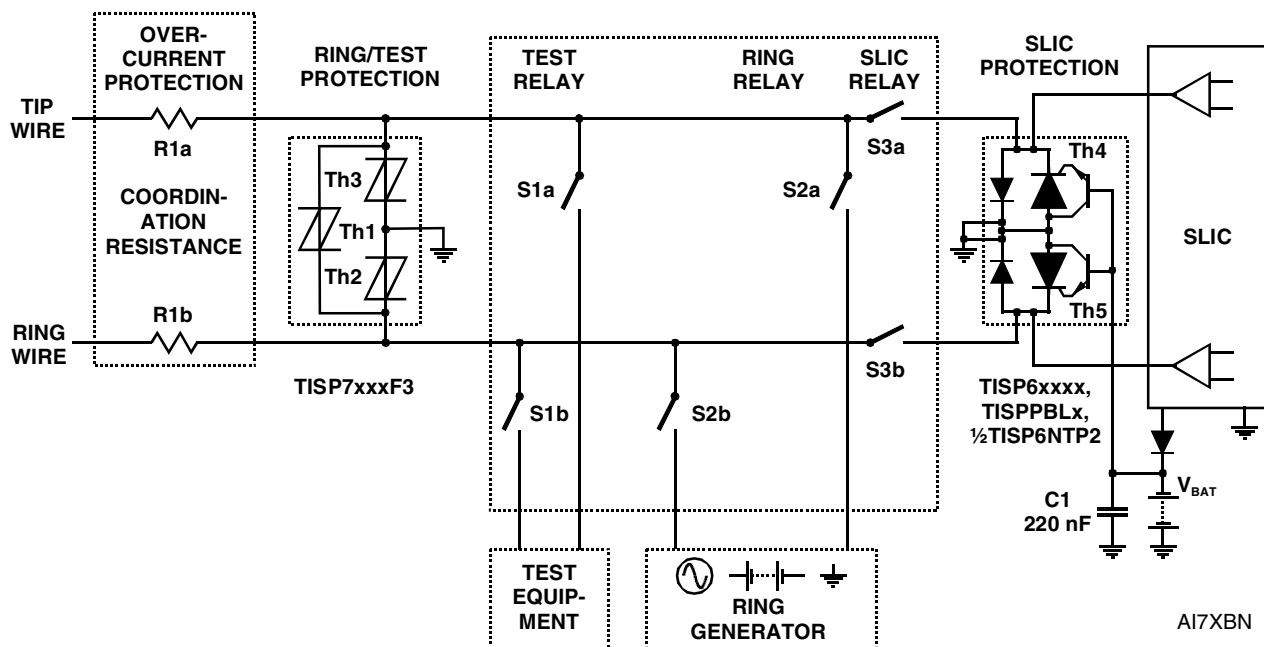 OVER-
CURRENT
PROTECTION
RING/TEST
PROTECTION
TEST
RELAY
RING
RELAY
SLIC
RELAY
SLIC
PROTECTION
TIP
WIRE
R1a
S3a
Th4
Th3
S1a
S2a
COORDIN-
ATION
RESISTANCE
Th1
SLIC
Th2
Th5
R1b
RING
WIRE
S3b
TISP7xxxF3
TISP6xxxx,
TISPPBLx,
½TISP6NTP2
S1b
S2b
VBAT
C1
220 nF
TEST
EQUIP-
MENT
RING
GENERATOR
AI7XBN